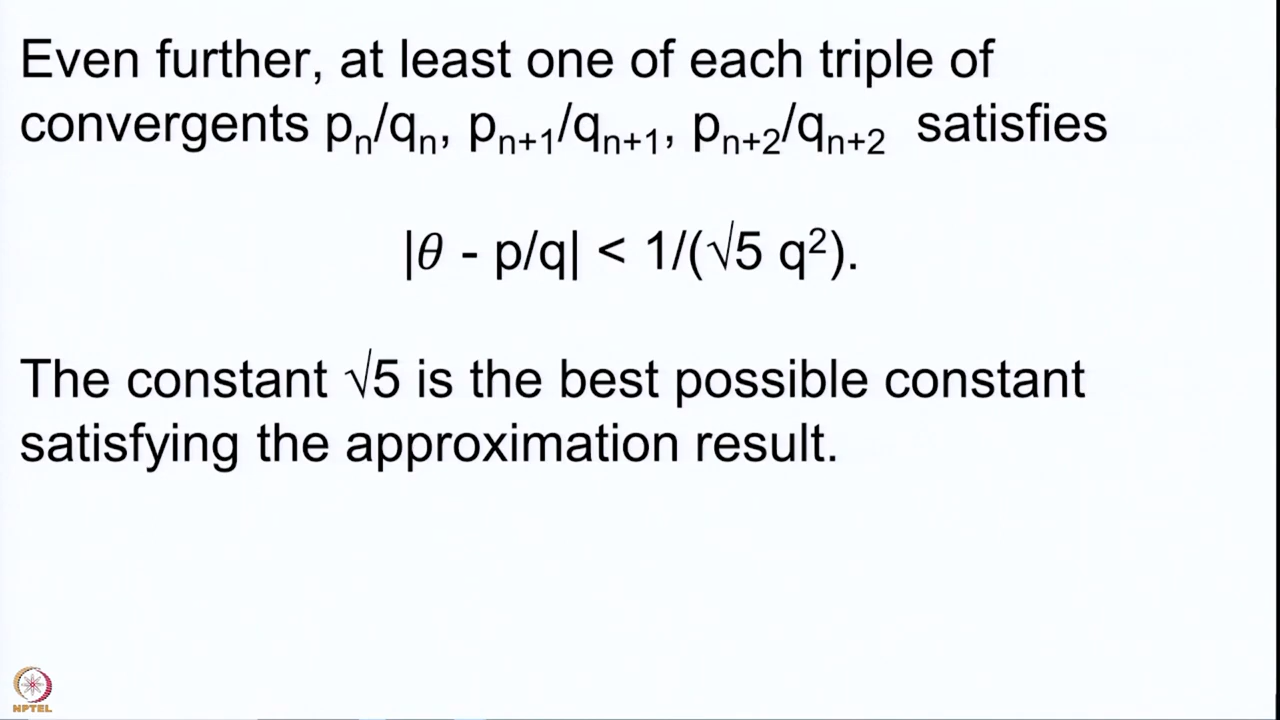 Even further, at least one of each triple of
convergents pₙ/qₙ, pₙ₊₁/qₙ₊₁, pₙ₊₂/qₙ₊₂ satisfies
|θ - p/q| < 1/(√5 q²).
The constant √5 is the best possible constant
satisfying the approximation result.
NPTEL